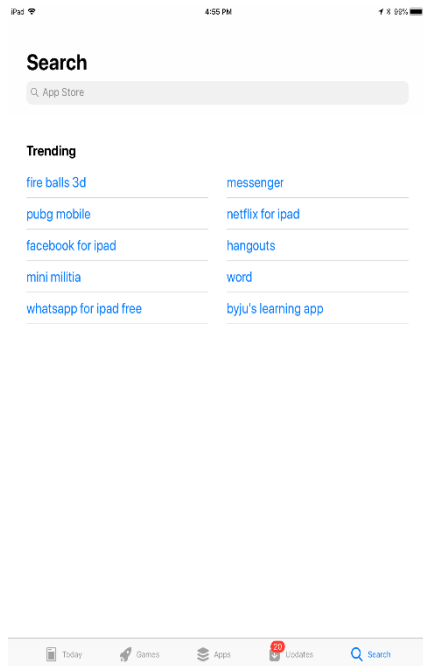 iPad 4:55 PM 99%
Search
App Store
Trending
fire balls 3d messenger
pubg mobile netflix for ipad
facebook for ipad hangouts
mini militia word
whatsapp for ipad free byju's learning app
20
Today Games Apps Updates Search